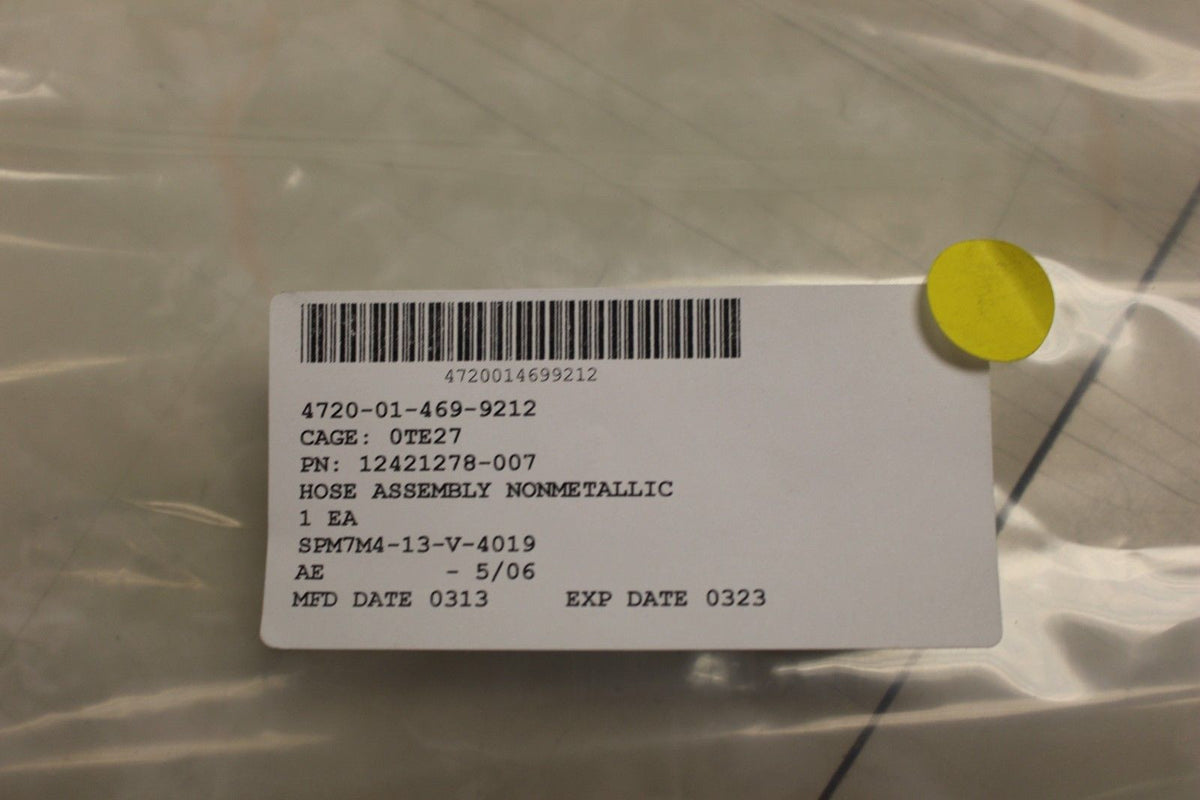 4720014699212
4720-01-469-9212
CAGE: 0TE27
PN: 12421278-007
HOSE ASSEMBLY NONMETALLIC
1 EA
SPM7M4-13-V-4019
AE - 5/06
MFD DATE 0313 EXP DATE 0323